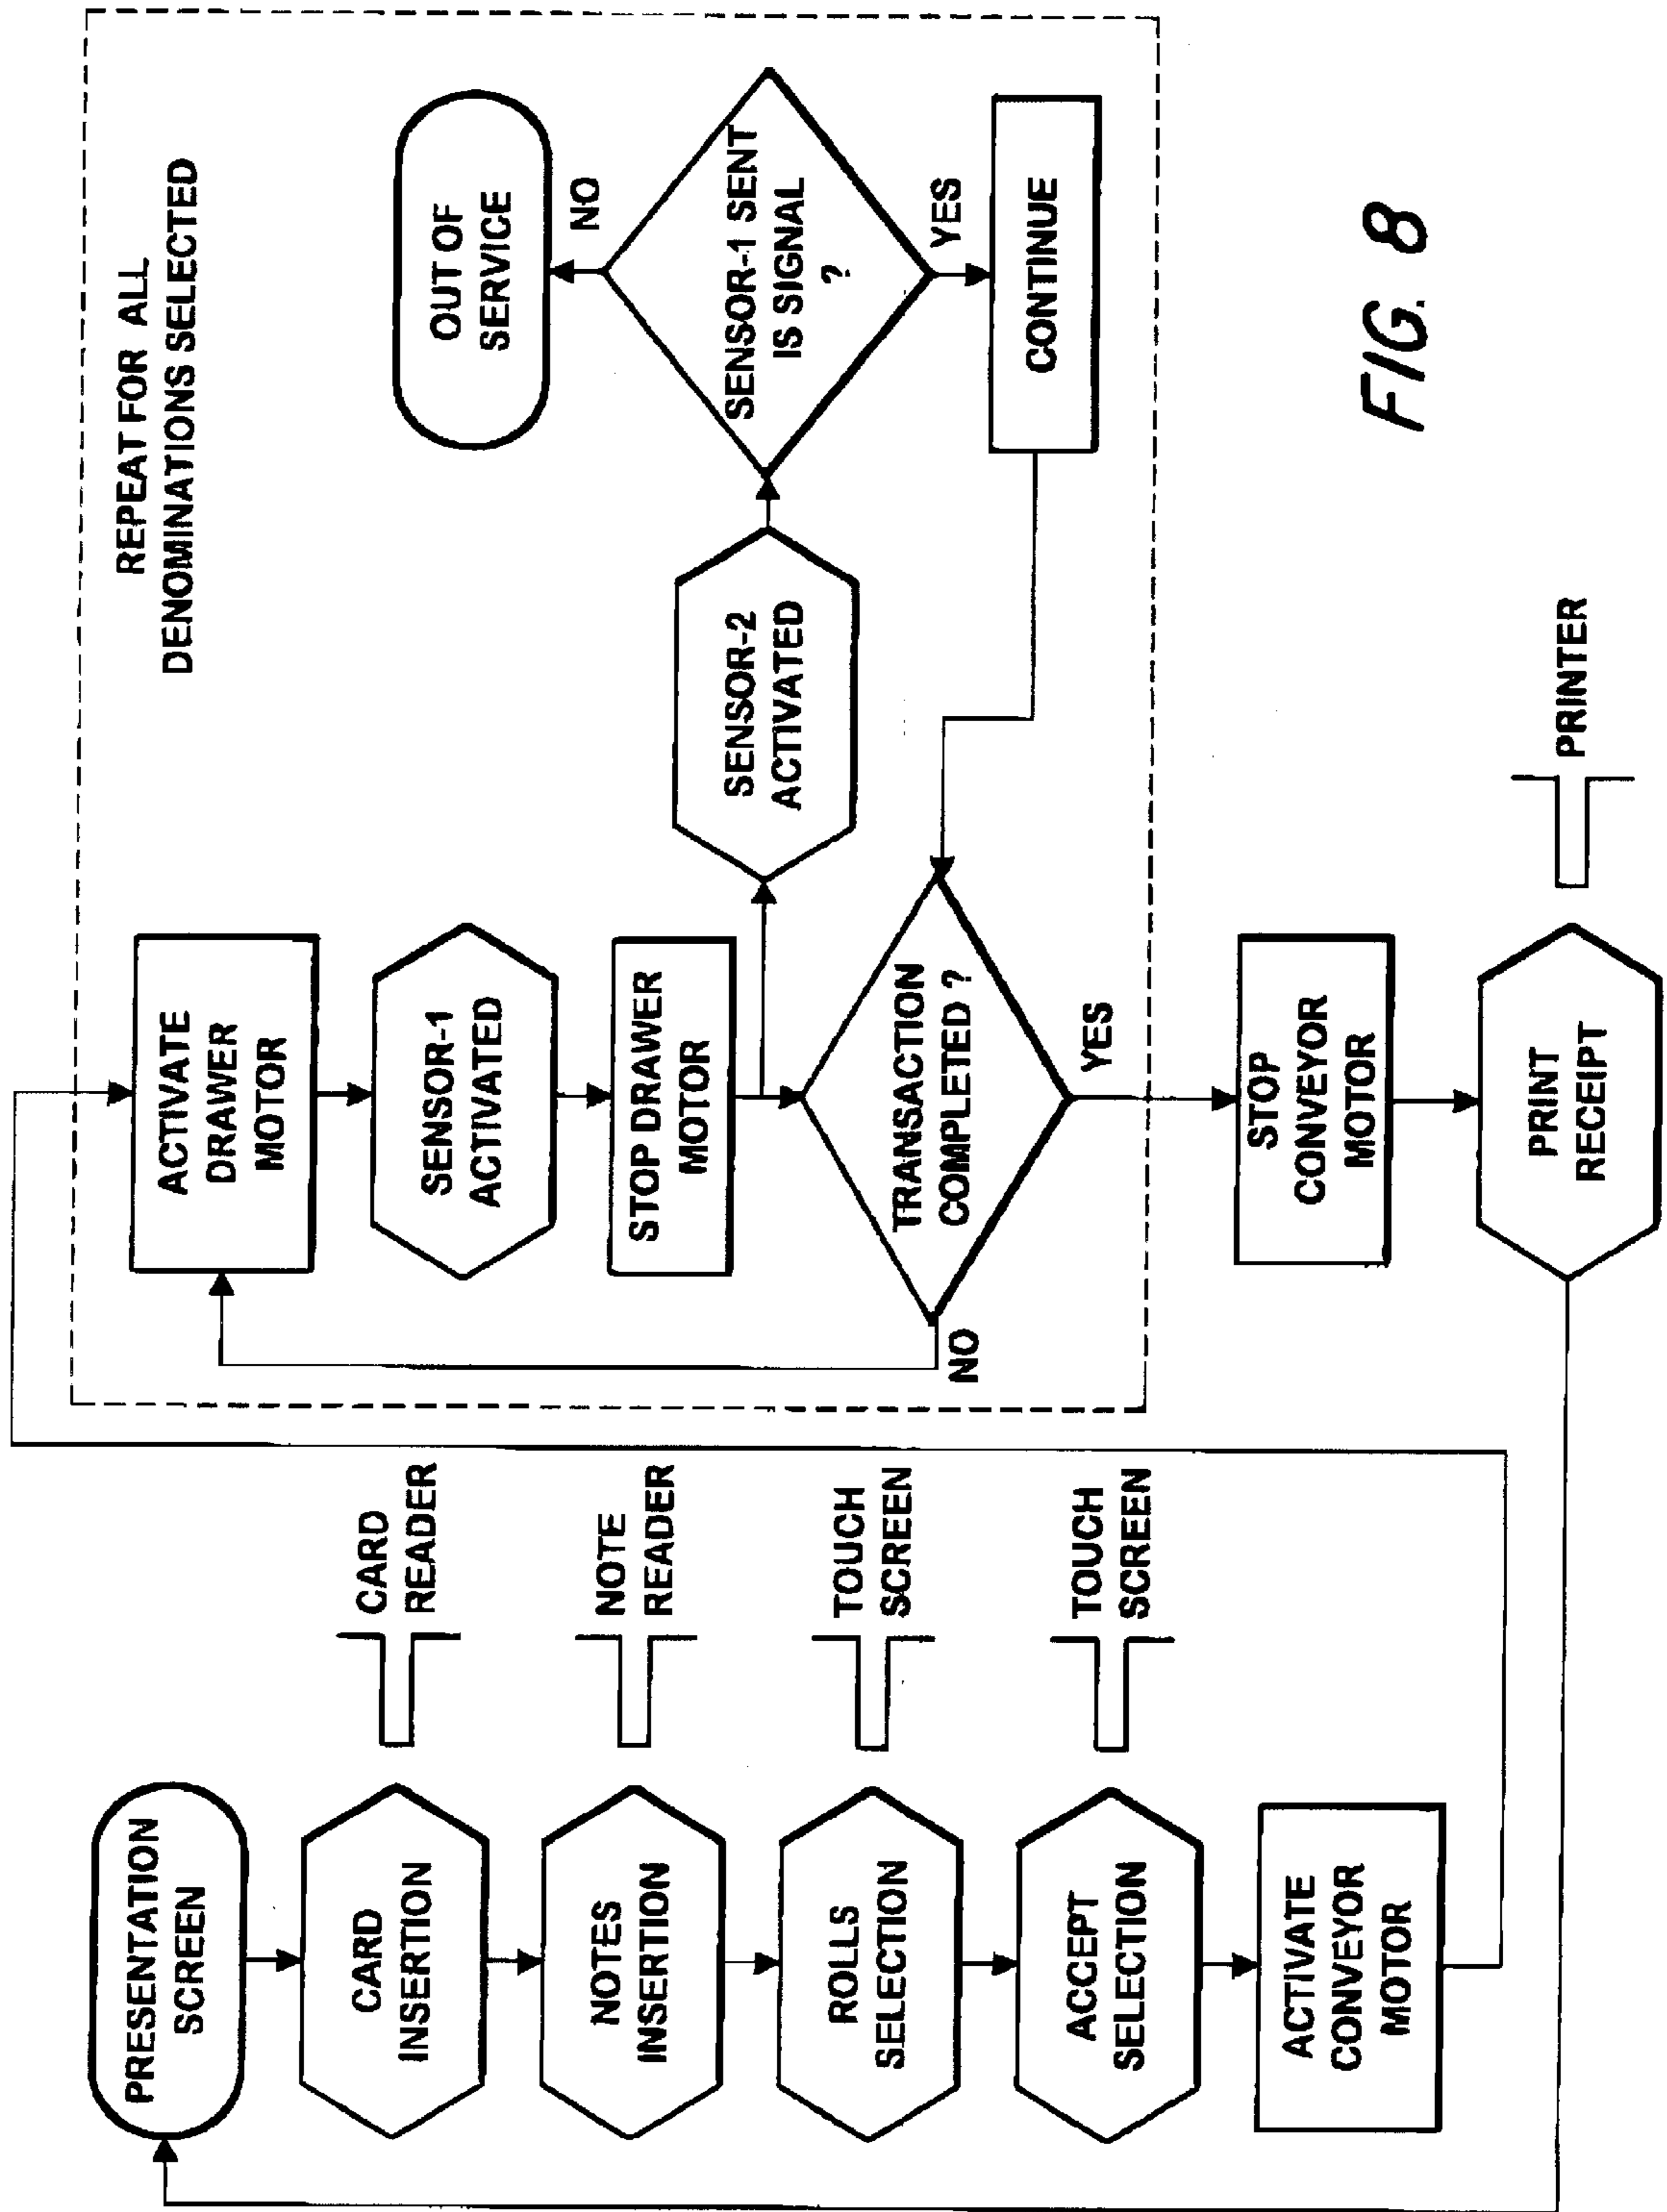 PRESENTATION
SCREEN
CARD
INSERTION
CARD
READER
NOTES
INSERTION
NOTE
READER
ROLLS
SELECTION
TOUCH
SCREEN
ACCEPT
SELECTION
TOUCH
SCREEN
ACTIVATE
CONVEYOR
MOTOR
REPEAT FOR ALL
DENOMINATIONS SELECTED
ACTIVATE
DRAWER
MOTOR
SENSOR-1
ACTIVATED
STOP DRAWER
MOTOR
SENSOR-2
ACTIVATED
OUT OF
SERVICE
NO
SENSOR-1 SENT
IS SIGNAL
?
YES
CONTINUE
TRANSACTION
COMPLETED ?
NO
YES
STOP
CONVEYOR
MOTOR
PRINT
RECEIPT
PRINTER
FIG. 8